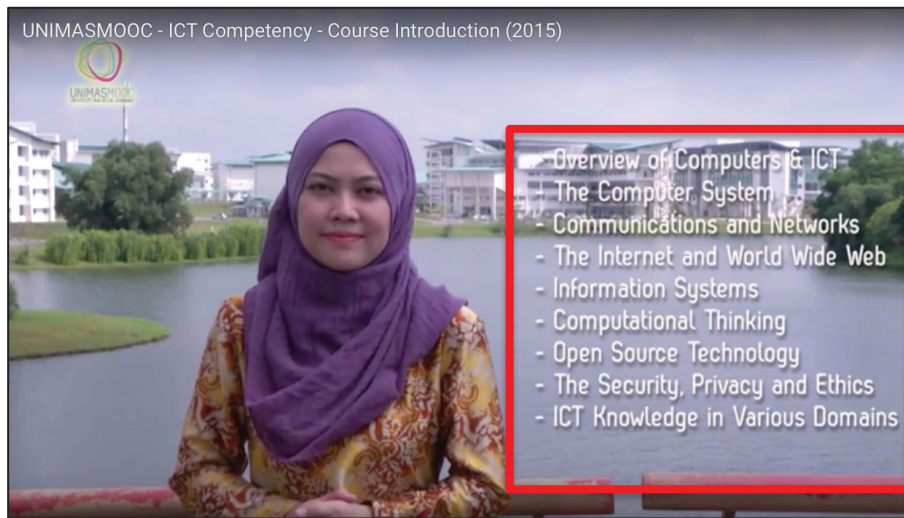 UNIMASMOOC - ICT Competency - Course Introduction (2015)
UNIMASMOOC
- Overview of Computers & ICT
- The Computer System
- Communications and Networks
- The Internet and World Wide Web
- Information Systems
- Computational Thinking
- Open Source Technology
- The Security, Privacy and Ethics
- ICT Knowledge in Various Domains